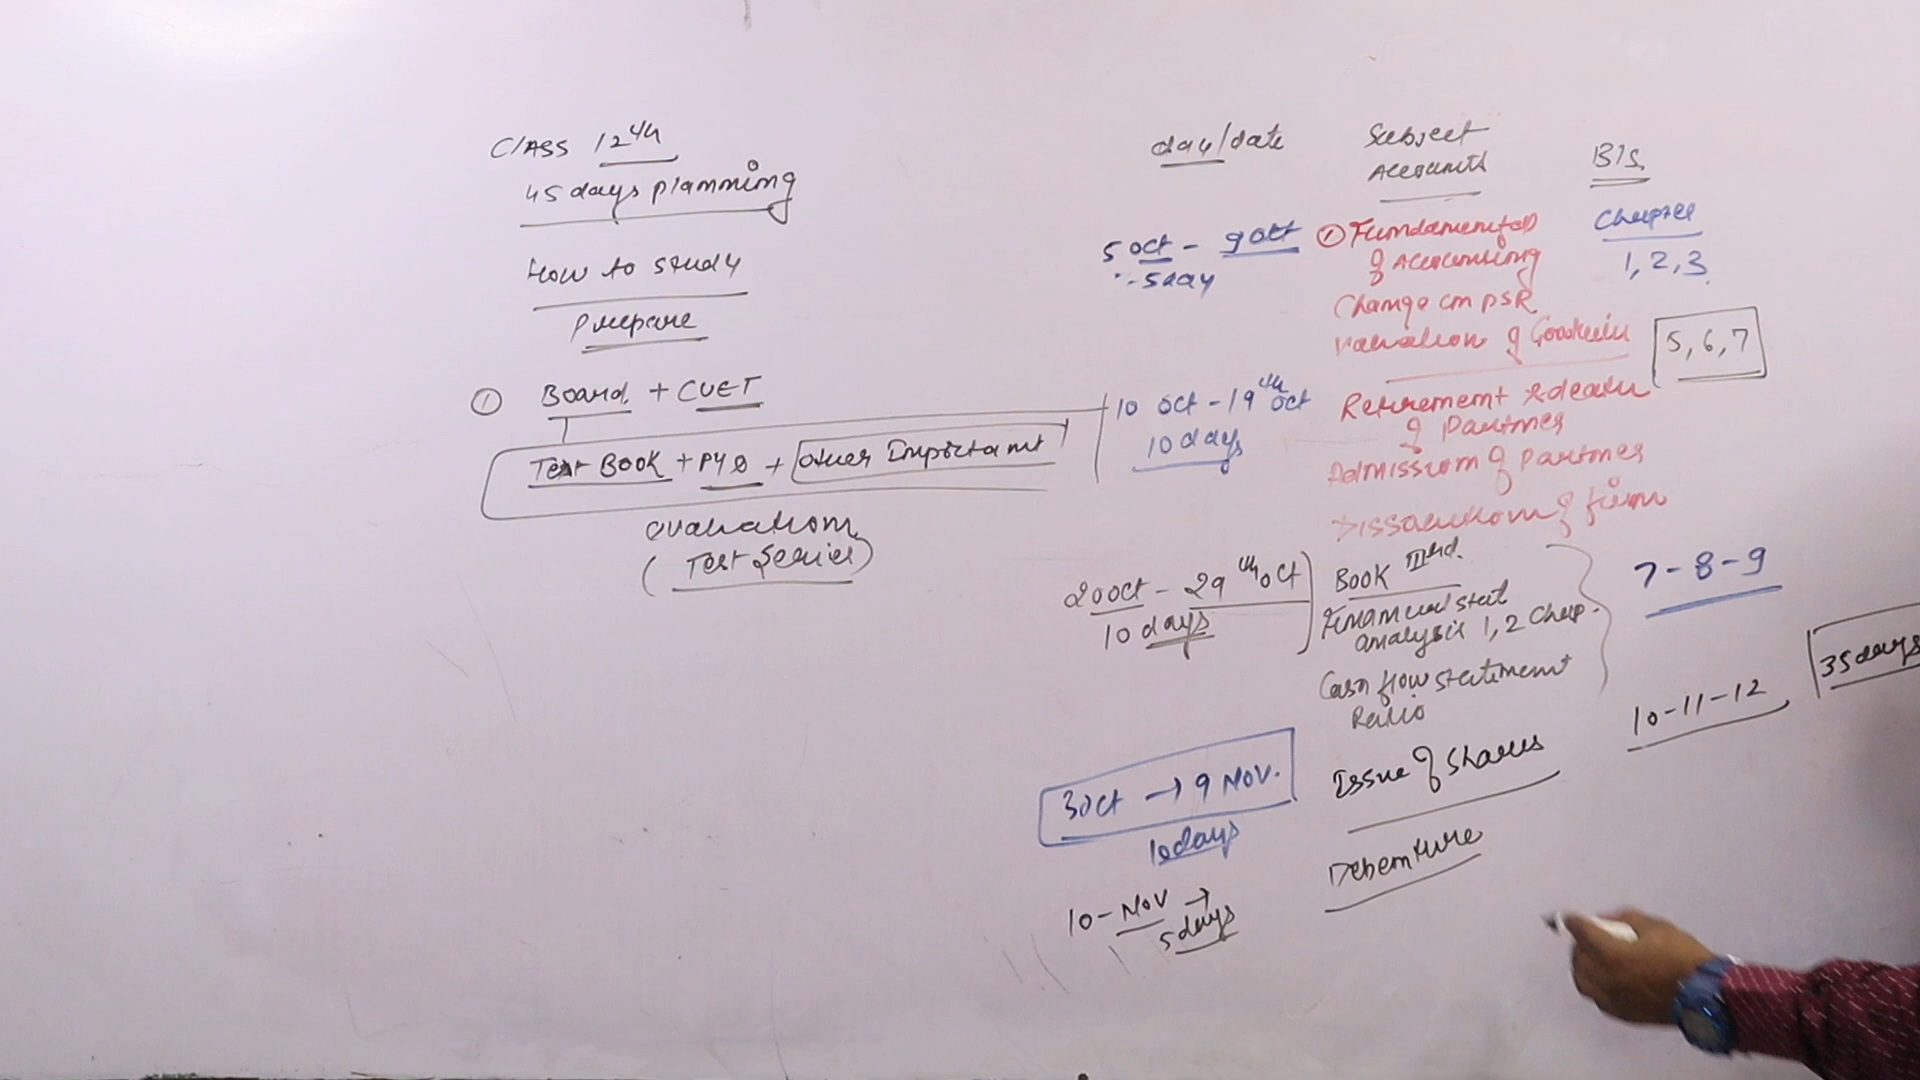 Class 12th
45 days planning
How to study
Prepare
① Board + CUET
Text Book + PYQ + Other Important
evaluation
(Test Series)
day/date
Subject
Accounts
B/S.
5 oct - 9 oct
5 day
① Fundamental
of Accounting
Change in PSR
Valuation of Goodwill
Chapter
1, 2, 3
5, 6, 7
10 oct - 19th oct
10 days
Retirement & death
of Partner
Admission of Partner
Dissolution of firm
20 oct - 29th oct
10 days
Book IIIrd.
Financial stat
analysis 1, 2 Chap.
Cash flow statement
Ratio
7-8-9
30ct → 9 Nov.
10 days
Issue of Shares
10-11-12
35 days
10-Nov →
5 days
Debenture